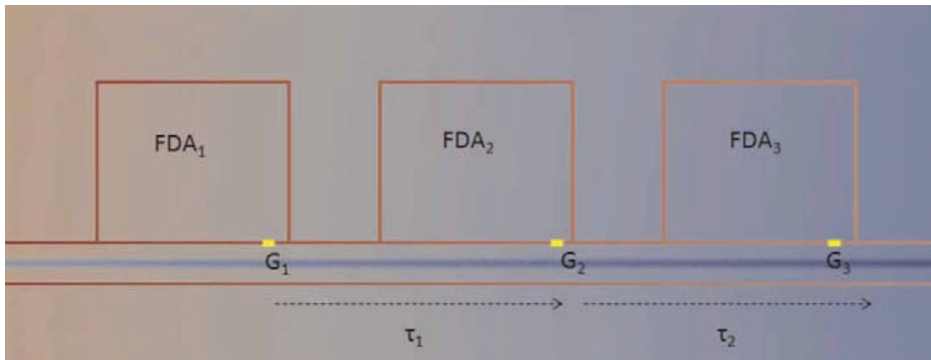 FDA₁ FDA₂ FDA₃
G₁ G₂ G₃
τ₁ τ₂